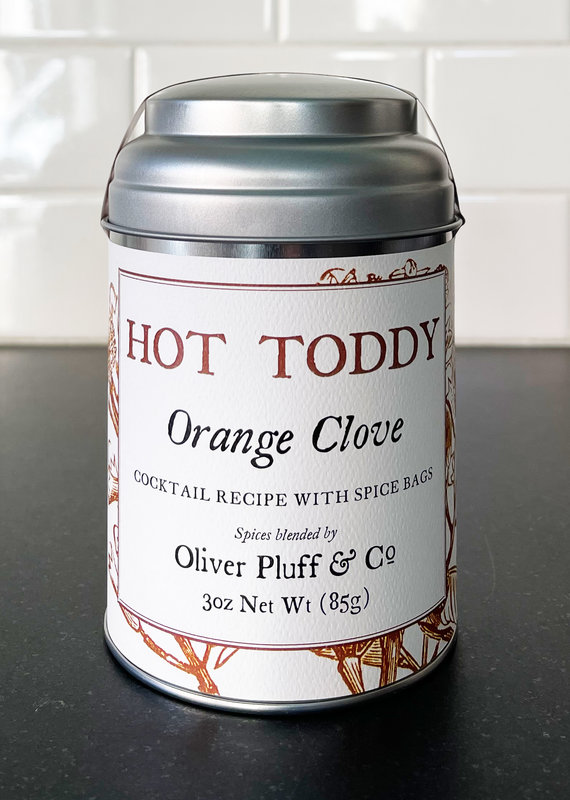 HOT TODDY
Orange Clove
COCKTAIL RECIPE WITH SPICE BAGS
Spices blended by
Oliver Pluff & Cº
3oz Net Wt (85g)